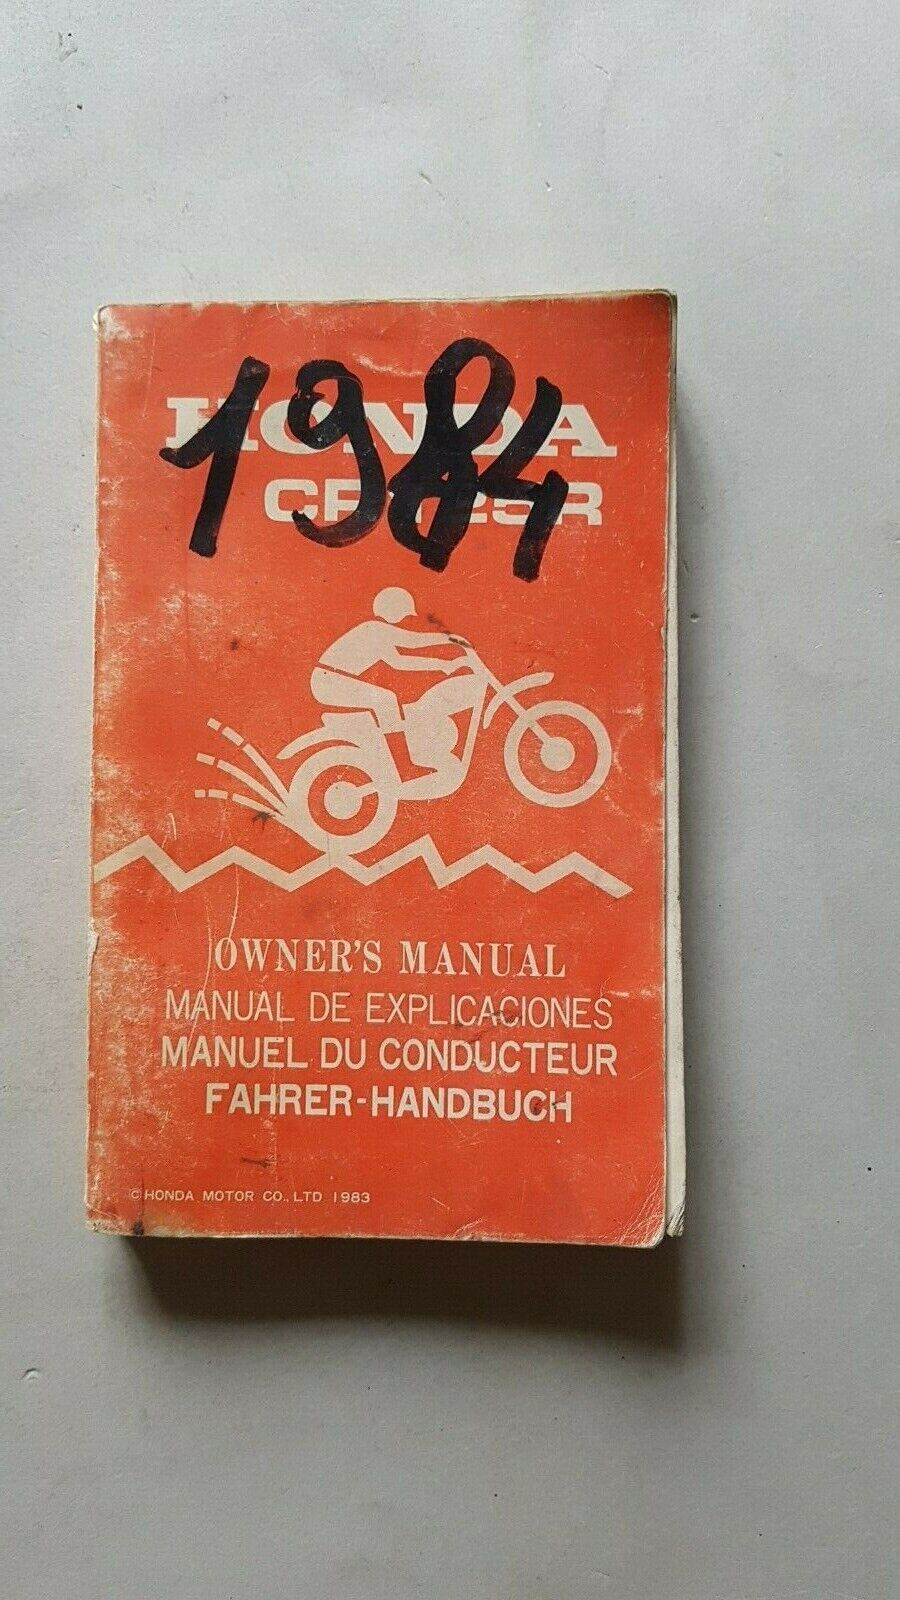 1984
HONDA
CR125R
OWNER'S MANUAL
MANUAL DE EXPLICACIONES
MANUEL DU CONDUCTEUR
FAHRER-HANDBUCH
© HONDA MOTOR CO., LTD 1983